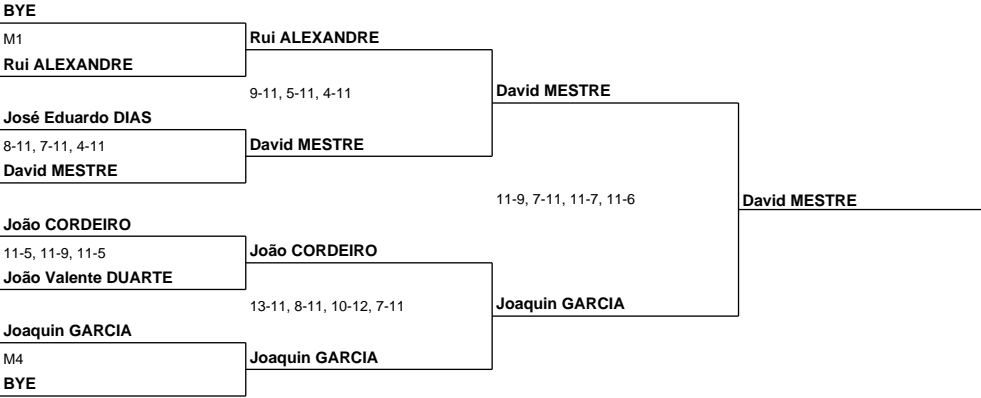 BYE
M1
Rui ALEXANDRE
Rui ALEXANDRE
9-11, 5-11, 4-11
David MESTRE
José Eduardo DIAS
8-11, 7-11, 4-11
David MESTRE
David MESTRE
11-9, 7-11, 11-7, 11-6
David MESTRE
João CORDEIRO
11-5, 11-9, 11-5
João Valente DUARTE
João CORDEIRO
13-11, 8-11, 10-12, 7-11
Joaquin GARCIA
Joaquin GARCIA
M4
BYE
Joaquin GARCIA